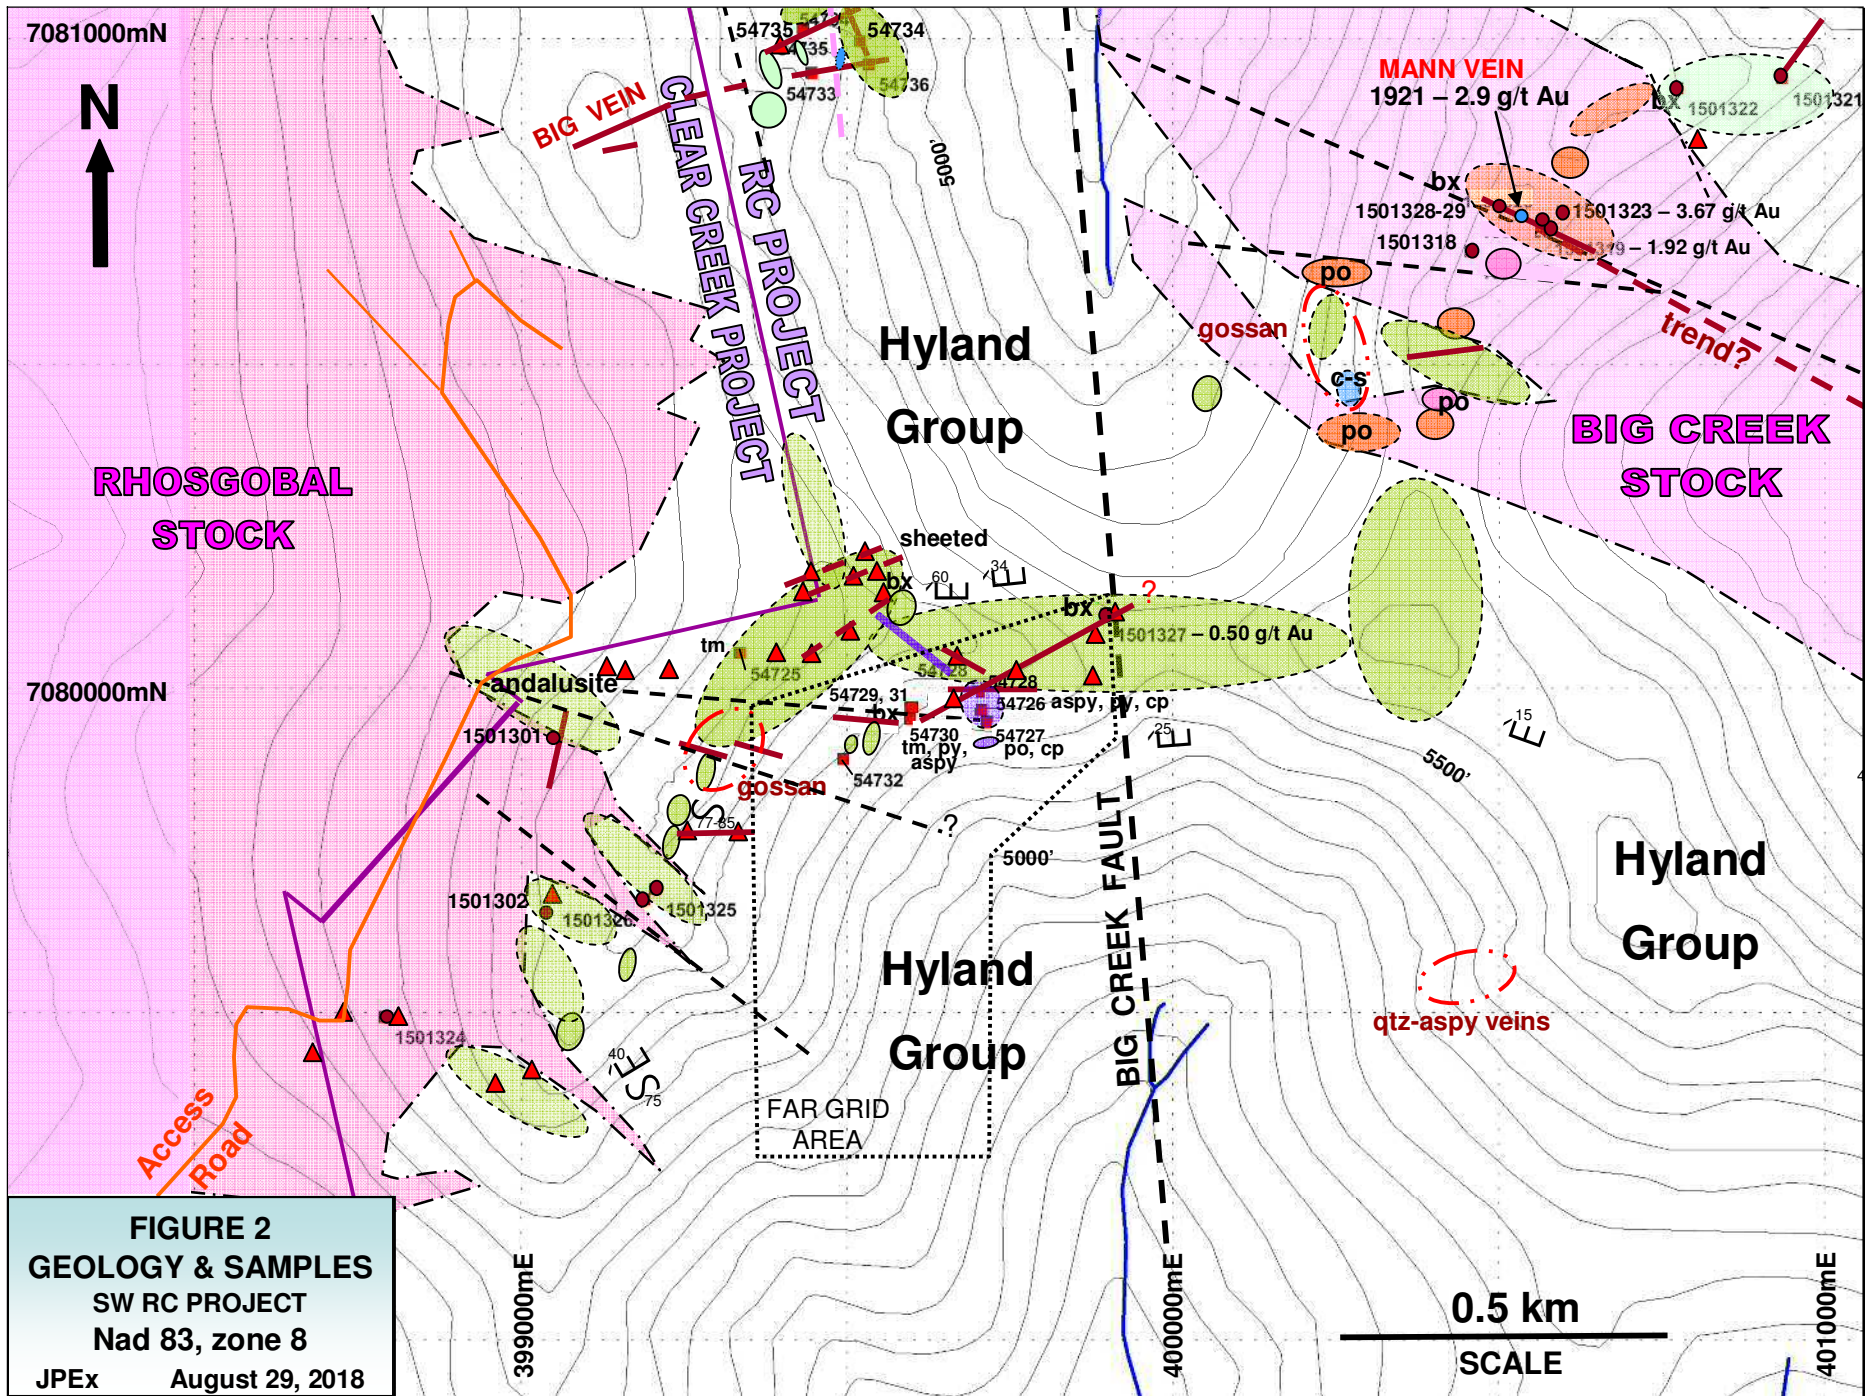 7081000mN
N
54735
54734
54735
54736
54733
BIG VEIN
CLEAR CREEK PROJECT
RC PROJECT
5000'
MANN VEIN
1921 – 2.9 g/t Au
bx
1501322
1501321
bx
1501328-29
1501323 – 3.67 g/t Au
1501318
– 1.92 g/t Au
po
gossan
c-s
po
po
trend?
Hyland
Group
BIG CREEK
STOCK
RHOSGOBAL
STOCK
sheeted
bx
60
E
34
E
bx
?
1501327 – 0.50 g/t Au
tm
54725
54728
54728
7080000mN
andalusite
54729, 31
54726 aspy, py, cp
bx
54730
54727
tm, py,
po, cp
aspy
25
E
15
E
1501301
54732
gossan
5500'
S
77-85
?
5000'
BIG CREEK FAULT
Hyland
Group
1501302
1501326
1501325
Hyland
Group
qtz-aspy veins
1501324
40
E
S
75
FAR GRID
AREA
Access
Road
FIGURE 2
GEOLOGY & SAMPLES
SW RC PROJECT
Nad 83, zone 8
JPEx August 29, 2018
399000mE
400000mE
401000mE
0.5 km
SCALE